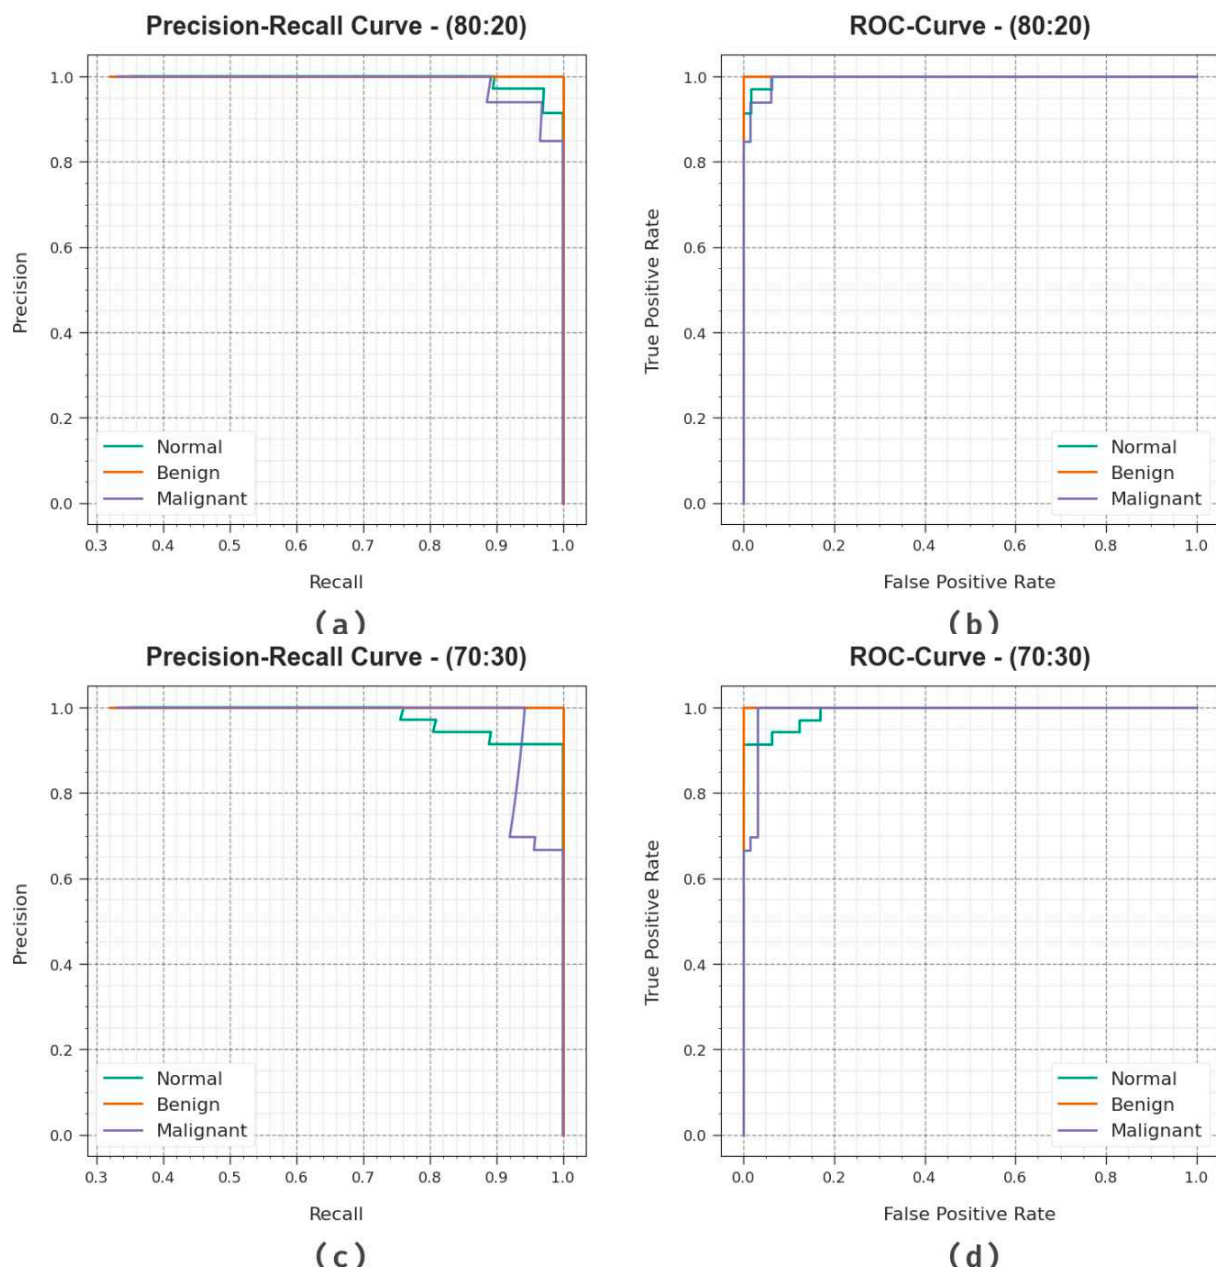 Precision-Recall Curve - (80:20)
Precision
1.0
0.8
0.6
0.4
0.2
0.0
Normal
Benign
Malignant
0.3 0.4 0.5 0.6 0.7 0.8 0.9 1.0
Recall
(a)
ROC-Curve - (80:20)
True Positive Rate
1.0
0.8
0.6
0.4
0.2
0.0
Normal
Benign
Malignant
0.0 0.2 0.4 0.6 0.8 1.0
False Positive Rate
(b)
Precision-Recall Curve - (70:30)
Precision
1.0
0.8
0.6
0.4
0.2
0.0
Normal
Benign
Malignant
0.3 0.4 0.5 0.6 0.7 0.8 0.9 1.0
Recall
(c)
ROC-Curve - (70:30)
True Positive Rate
1.0
0.8
0.6
0.4
0.2
0.0
Normal
Benign
Malignant
0.0 0.2 0.4 0.6 0.8 1.0
False Positive Rate
(d)